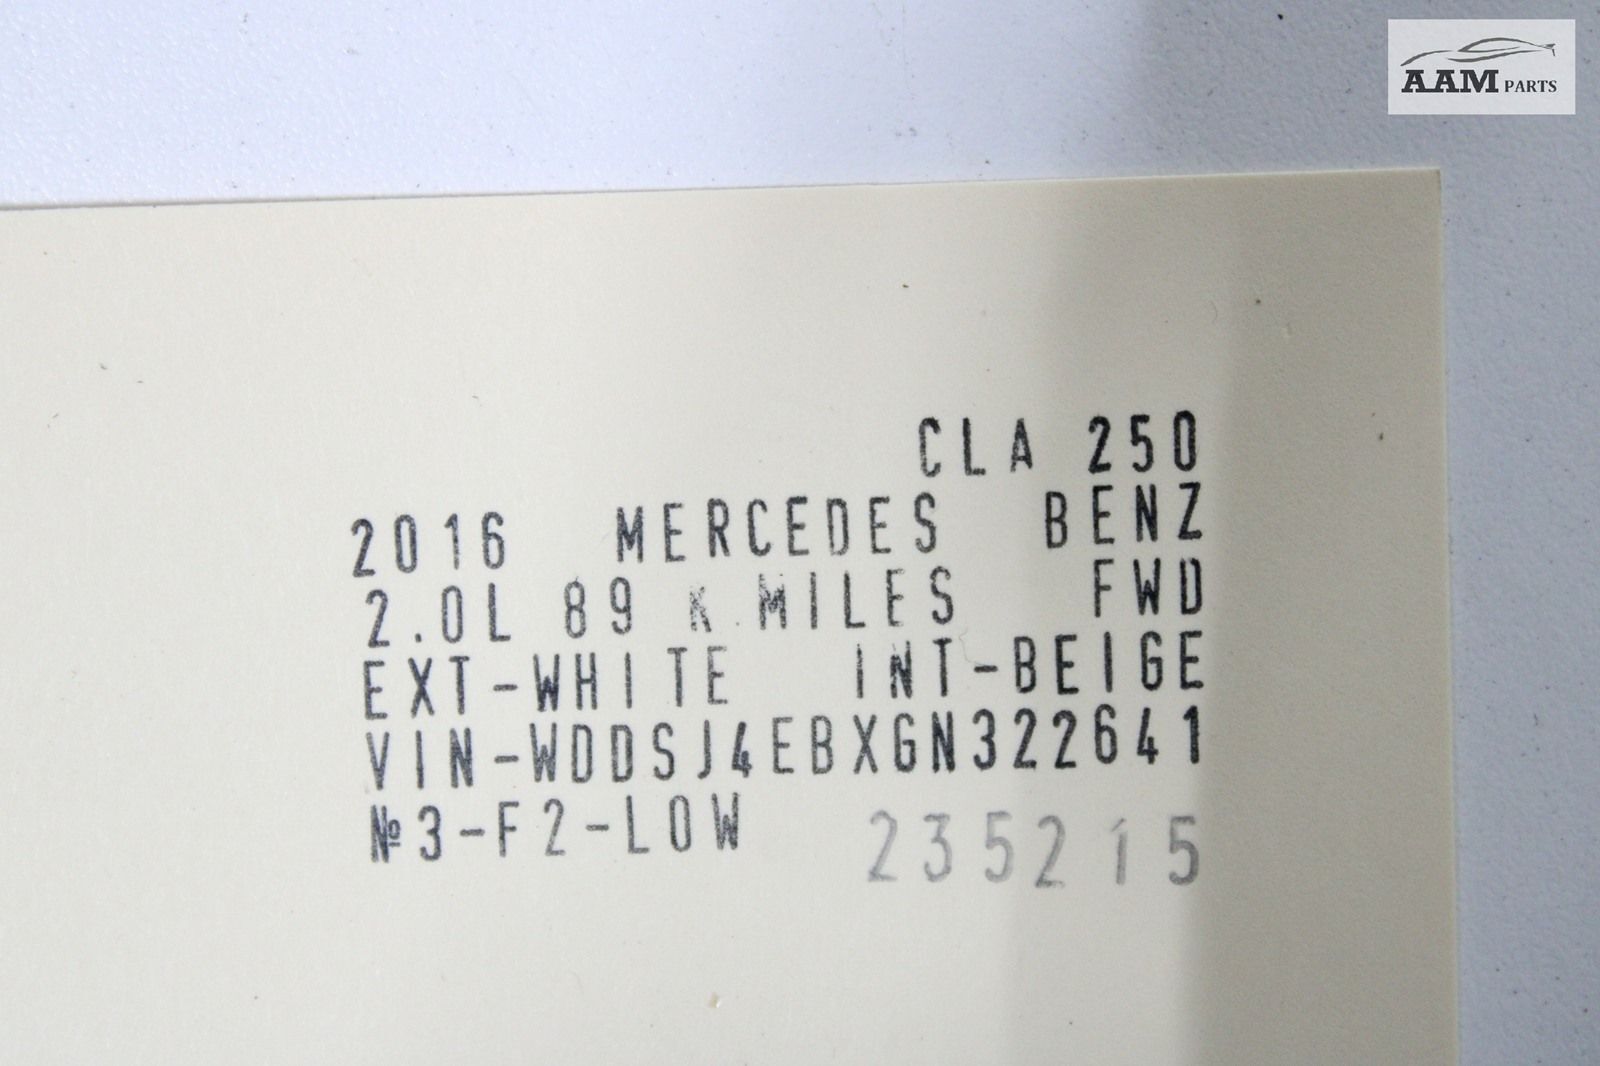 AAM PARTS
CLA 250
2016 MERCEDES BENZ
2.0L 89 K MILES FWD
EXT-WHITE INT-BEIGE
VIN-WDDSJ4EBXGN322641
№3-F2-LOW 235215